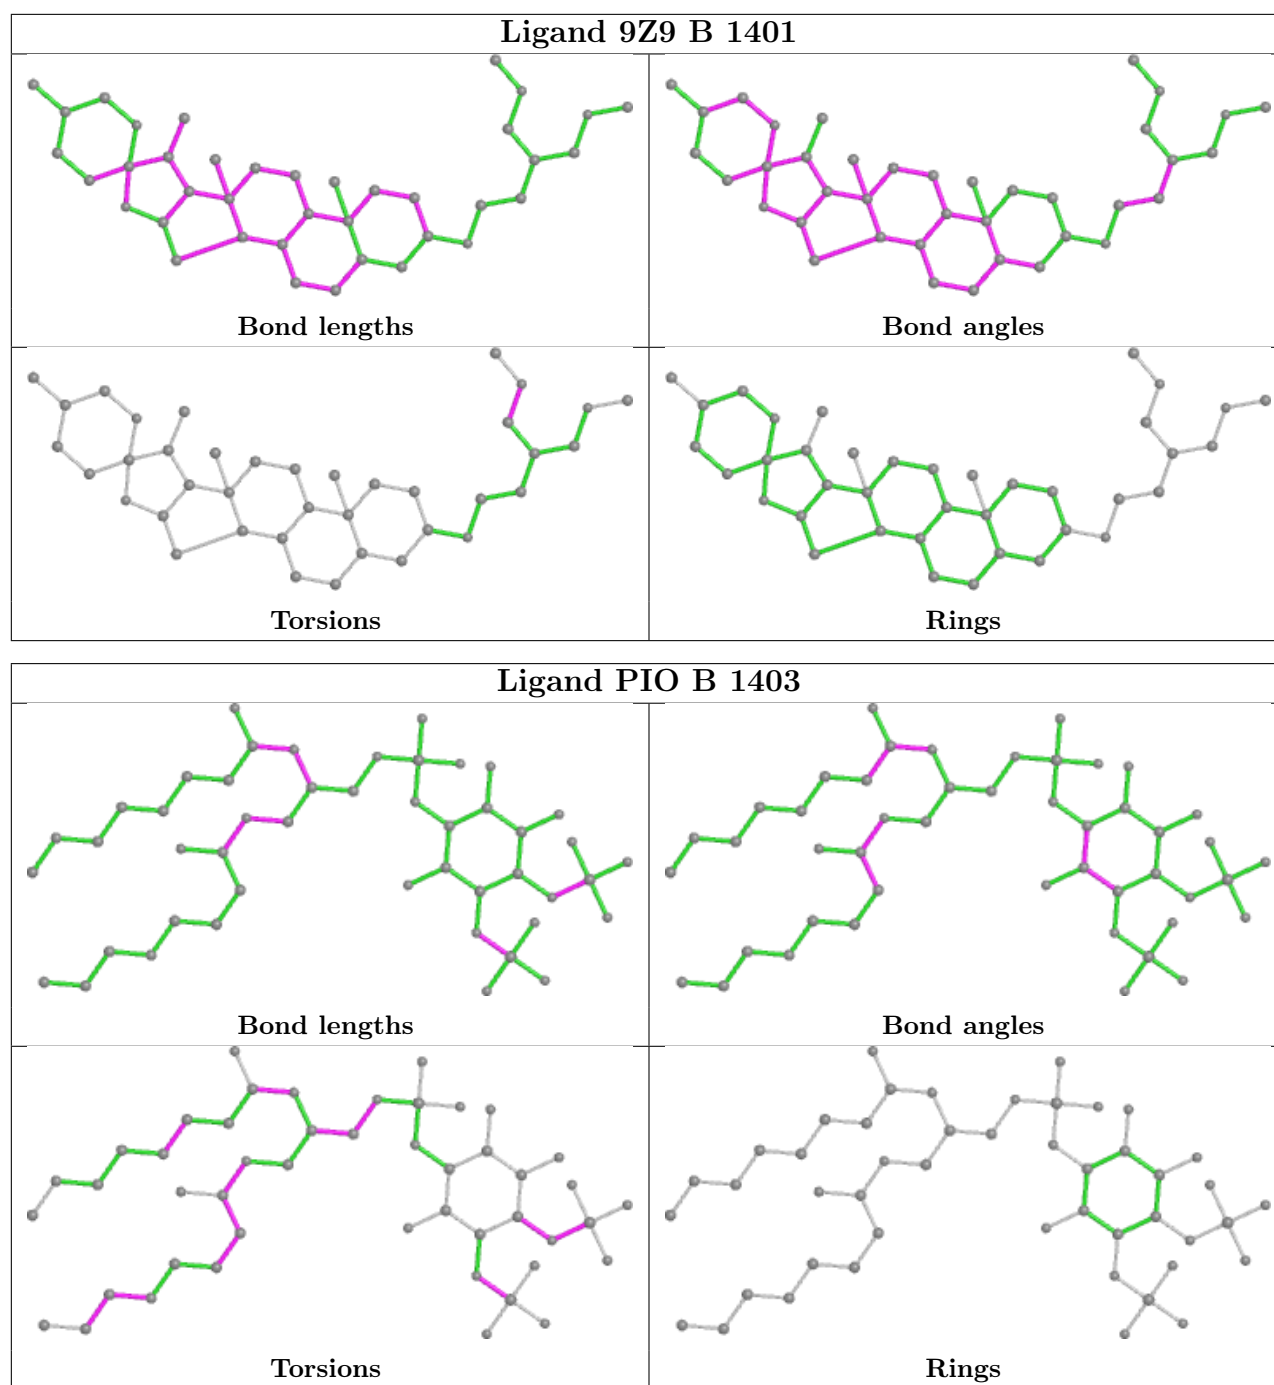 Ligand 9Z9 B 1401
Bond lengths
Bond angles
Torsions
Rings
Ligand PIO B 1403
Bond lengths
Bond angles
Torsions
Rings